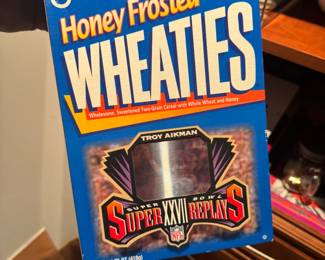 Honey Frosted
WHEATIES
Wholesome, Sweetened Two-Grain Cereal with Whole Wheat and Honey
TROY AIKMAN
SUPER BOWL
SUPER XXVII REPLAYS
NFL